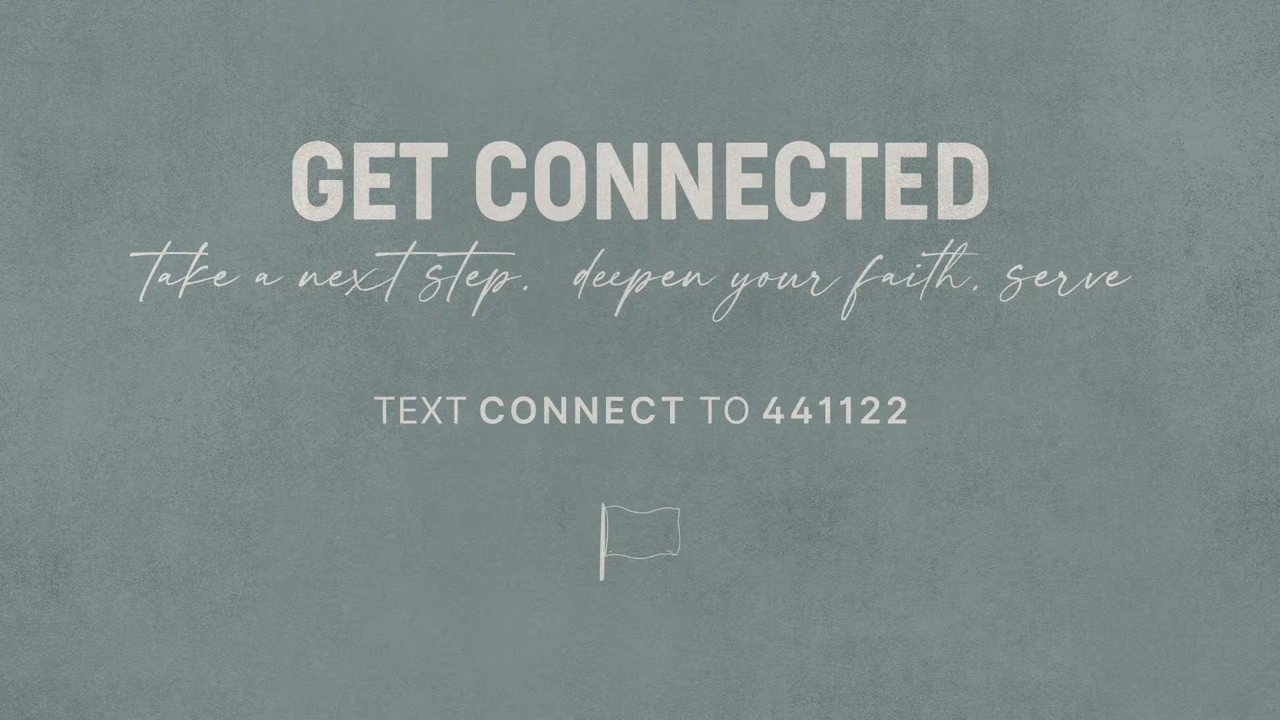 GET CONNECTED
take a next step. deepen your faith. serve
TEXT CONNECT TO 441122